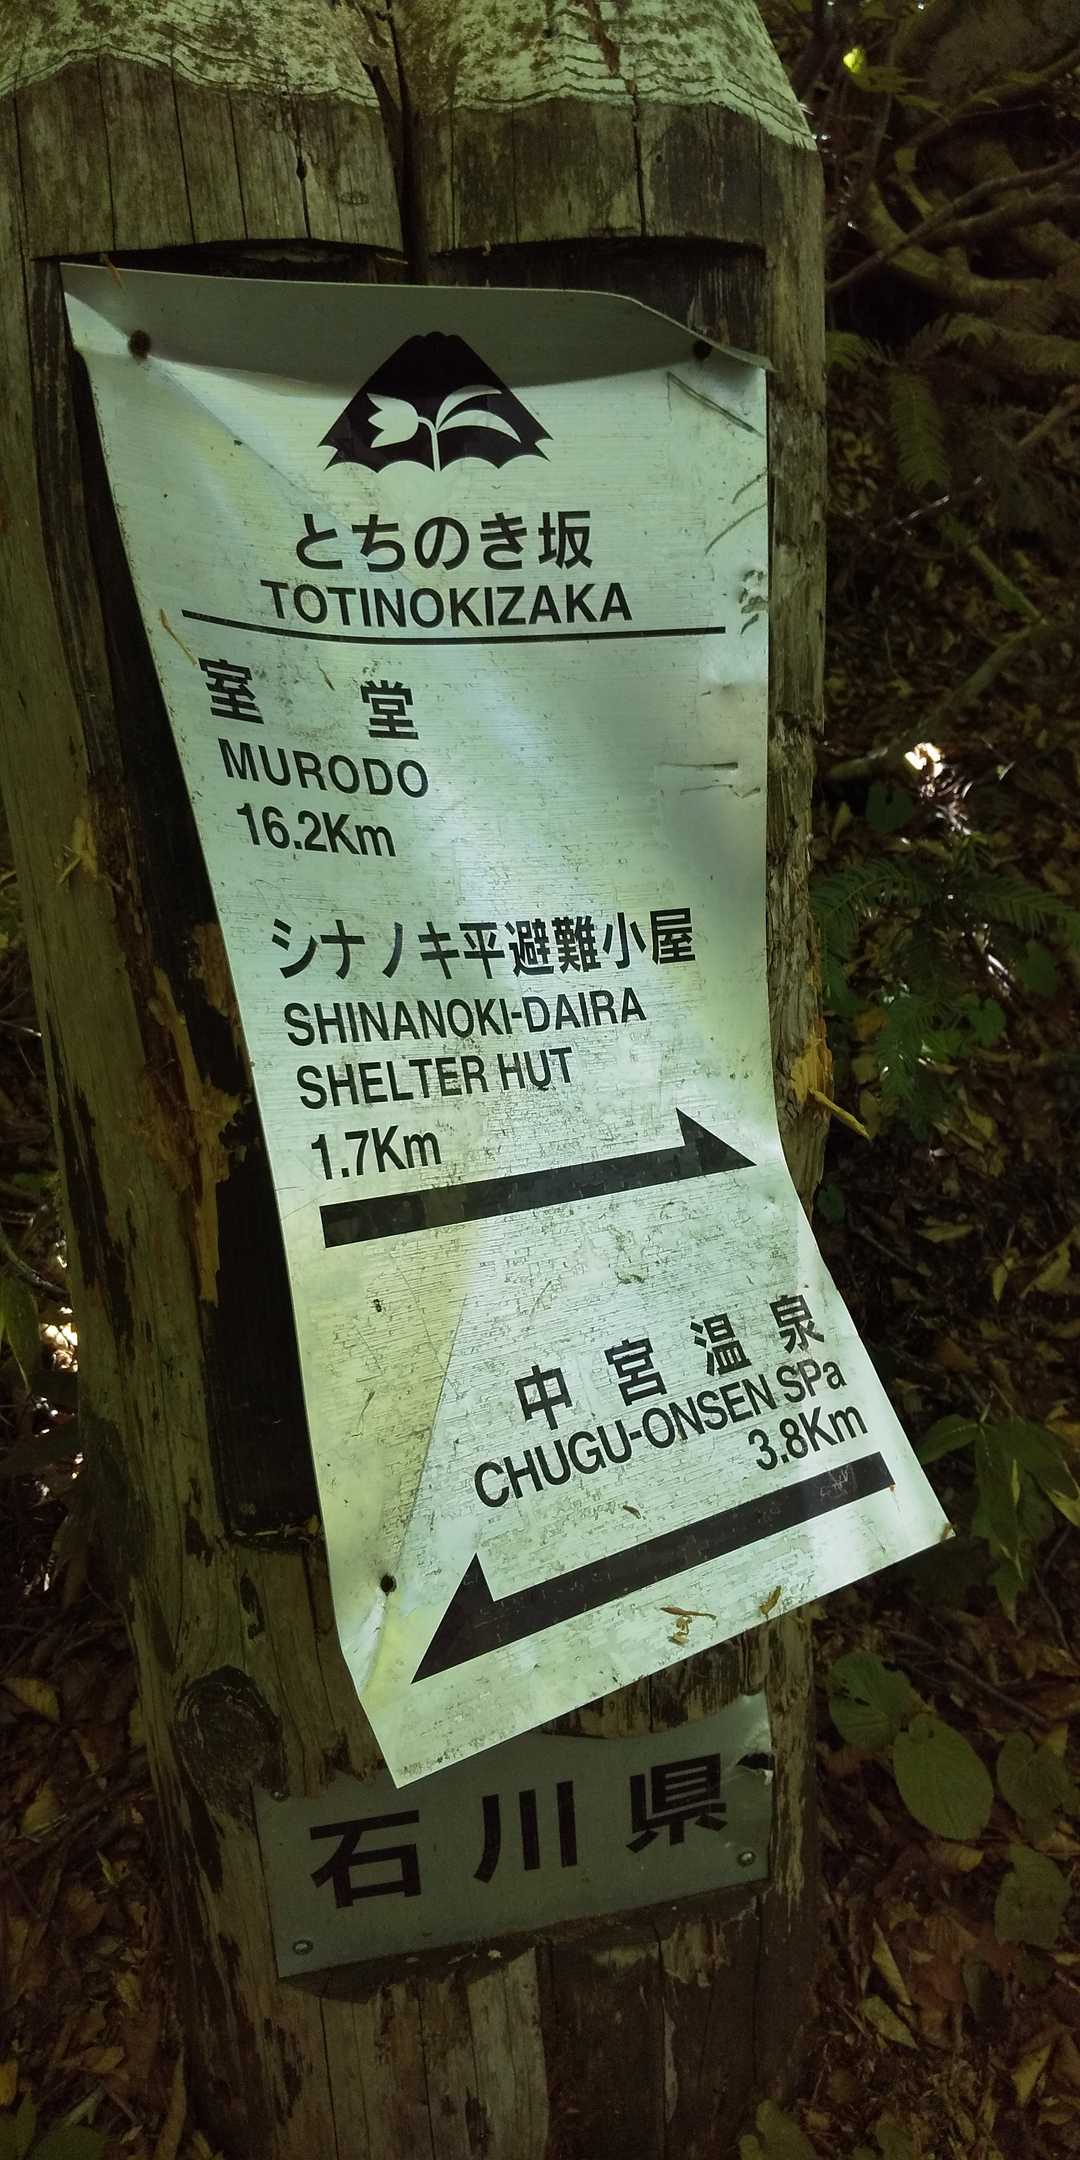 とちのき坂
TOTINOKIZAKA
室堂
MURODO
16.2Km
シナノキ平避難小屋
SHINANOKI-DAIRA
SHELTER HUT
1.7Km
中宮温泉
CHUGU-ONSEN SPa
3.8Km
石川県